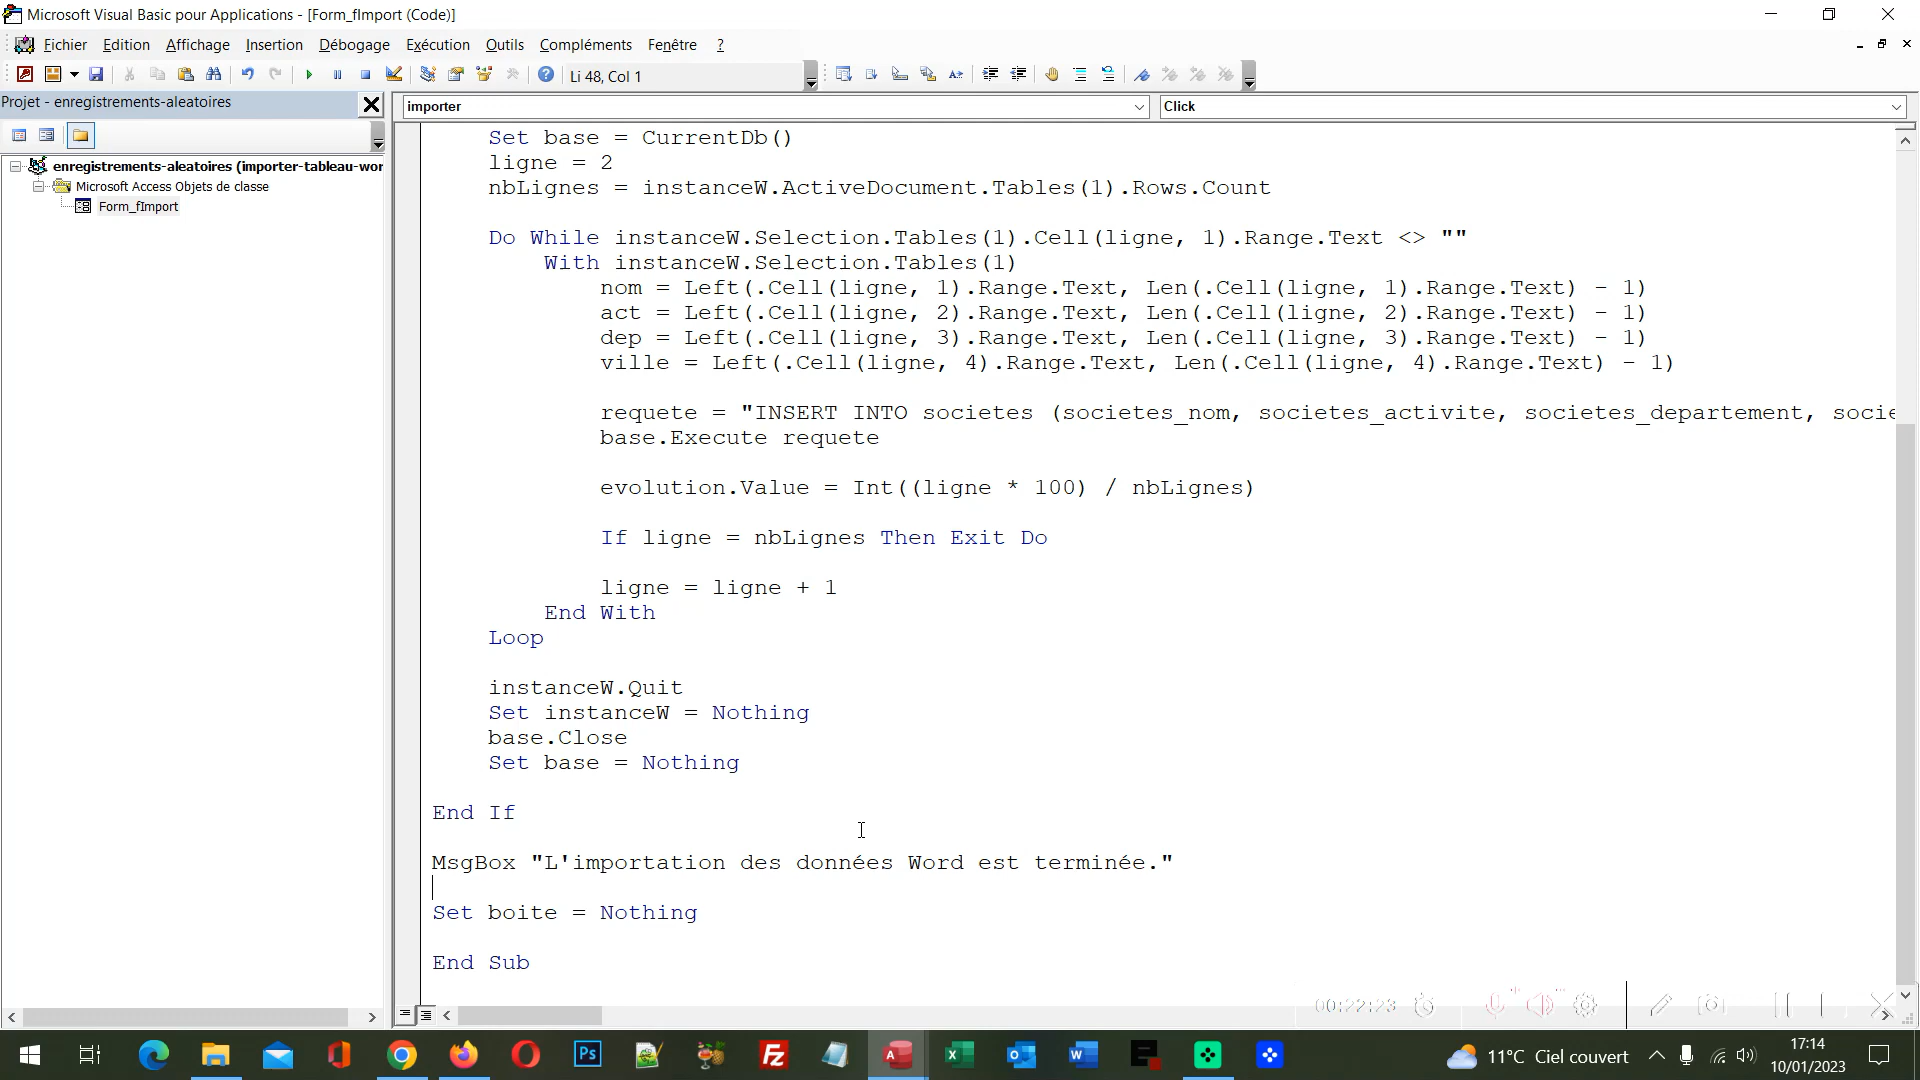 Microsoft Visual Basic pour Applications - [Form_fImport (Code)]
Fichier Edition Affichage Insertion Débogage Exécution Outils Compléments Fenêtre ?
Li 48, Col 1
Projet - enregistrements-aleatoires
importer
Click
enregistrements-aleatoires (importer-tableau-wor
Microsoft Access Objets de classe
Form_fImport
Set base = CurrentDb()
ligne = 2
nbLignes = instanceW.ActiveDocument.Tables(1).Rows.Count
Do While instanceW.Selection.Tables(1).Cell(ligne, 1).Range.Text <> ""
With instanceW.Selection.Tables(1)
nom = Left(.Cell(ligne, 1).Range.Text, Len(.Cell(ligne, 1).Range.Text) - 1)
act = Left(.Cell(ligne, 2).Range.Text, Len(.Cell(ligne, 2).Range.Text) - 1)
dep = Left(.Cell(ligne, 3).Range.Text, Len(.Cell(ligne, 3).Range.Text) - 1)
ville = Left(.Cell(ligne, 4).Range.Text, Len(.Cell(ligne, 4).Range.Text) - 1)
requete = "INSERT INTO societes (societes_nom, societes_activite, societes_departement, socie
base.Execute requete
evolution.Value = Int((ligne * 100) / nbLignes)
If ligne = nbLignes Then Exit Do
ligne = ligne + 1
End With
Loop
instanceW.Quit
Set instanceW = Nothing
base.Close
Set base = Nothing
End If
MsgBox "L'importation des données Word est terminée."
Set boite = Nothing
End Sub
00:22:23
11°C Ciel couvert
17:14
10/01/2023